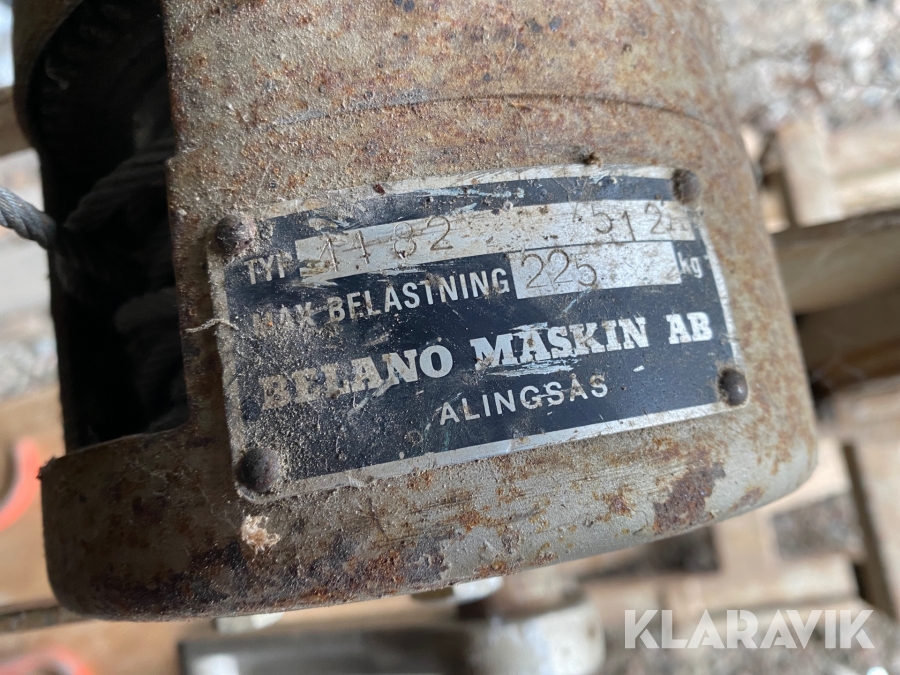 TYP 1182 512
MAX BELASTNING 225 kg
BELANO MASKIN AB
ALINGSÅS
KLARAVIK